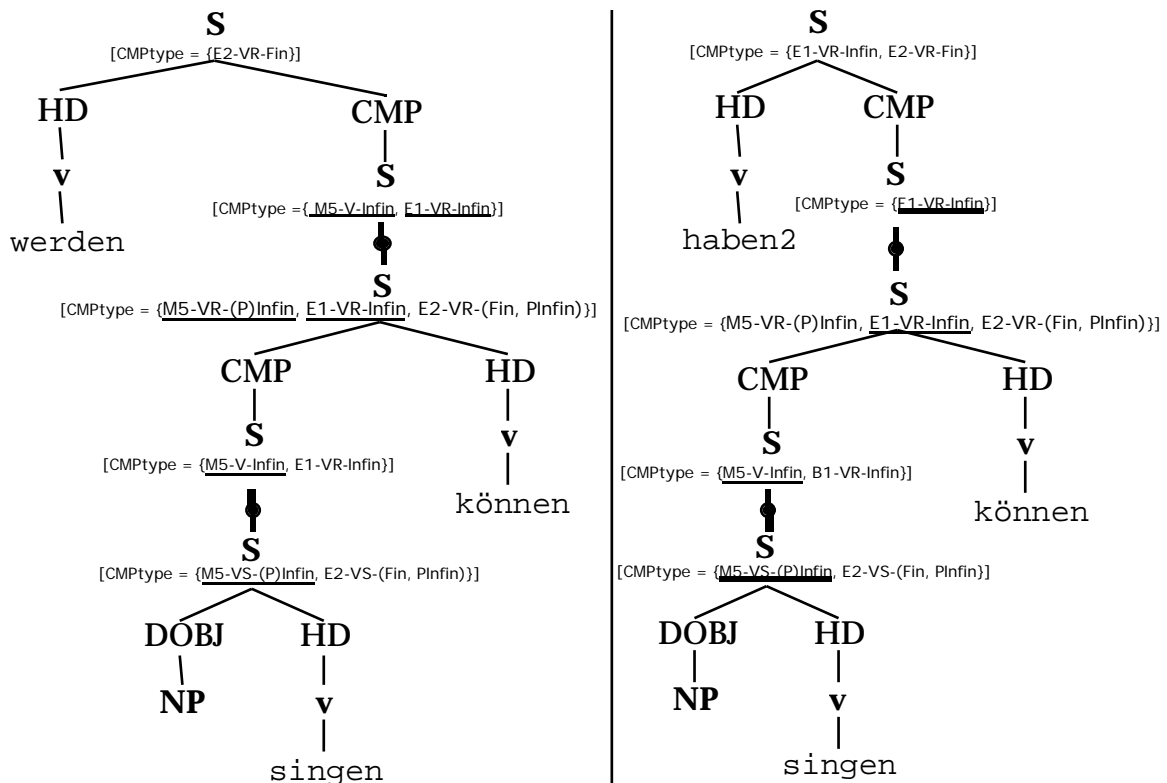 S
[CMPtype = {E2-VR-Fin}]
HD CMP
v S
[CMPtype ={ M5-V-Infin, E1-VR-Infin}]
werden
S
[CMPtype = {M5-VR-(P)Infin, E1-VR-Infin, E2-VR-(Fin, PInfin)}]
CMP HD
S v
[CMPtype = {M5-V-Infin, E1-VR-Infin}]
können
S
[CMPtype = {M5-VS-(P)Infin, E2-VS-(Fin, PInfin)}]
DOBJ HD
NP v
singen
S
[CMPtype = {E1-VR-Infin, E2-VR-Fin}]
HD CMP
v S
[CMPtype = {E1-VR-Infin}]
haben2
S
[CMPtype = {M5-VR-(P)Infin, E1-VR-Infin, E2-VR-(Fin, PInfin)}]
CMP HD
S v
[CMPtype = {M5-V-Infin, B1-VR-Infin}]
können
S
[CMPtype = {M5-VS-(P)Infin, E2-VS-(Fin, PInfin}]
DOBJ HD
NP v
singen